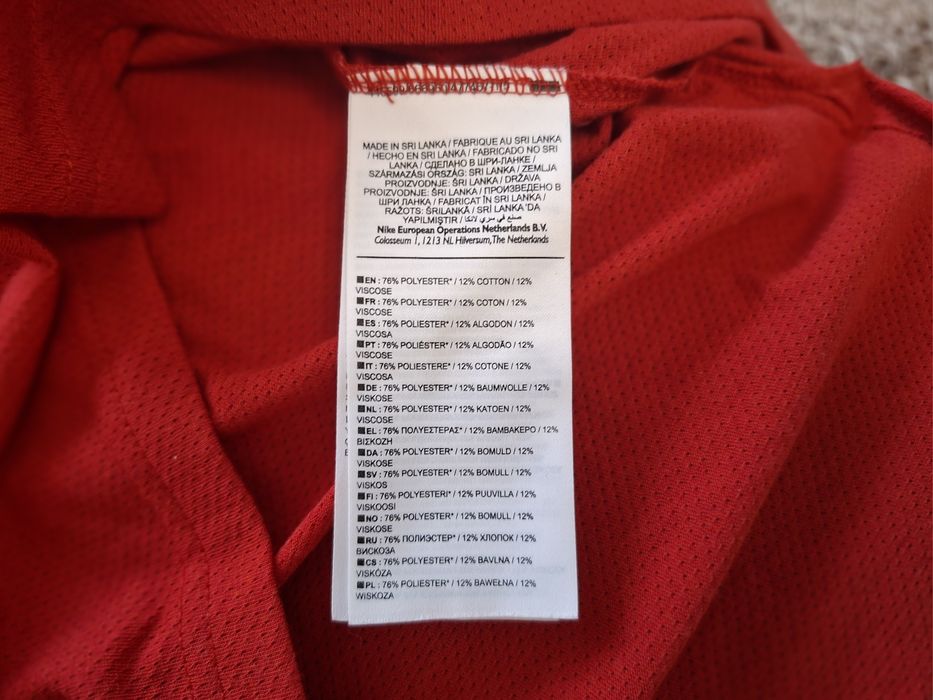 MADE IN SRI LANKA / FABRIQUE AU SRI LANKA
/ HECHO EN SRI LANKA / FABRICADO NO SRI
LANKA / СДЕЛАНО В ШРИ-ЛАНКЕ /
SZÁRMAZÁSI ORSZÁG: SRI LANKA / ZEMLJA
PROIZVODNJE: ŠRI LANKA / DRŽAVA
PROIZVODNJE: ŠRI LANKA / ПРОИЗВЕДЕНО В
ШРИ ЛАНКА / FABRICAT ÎN SRI LANKA /
RAŽOTS: ŠRILANKĀ / SRİ LANKA 'DA
YAPILMIŞTIR / صنع في سري لانكا
Nike European Operations Netherlands B.V.
Colosseum 1, 1213 NL Hilversum, The Netherlands
EN : 76% POLYESTER* / 12% COTTON / 12%
VISCOSE
FR : 76% POLYESTER* / 12% COTON / 12%
VISCOSE
ES : 76% POLIESTER* / 12% ALGODON / 12%
VISCOSA
PT : 76% POLIÉSTER* / 12% ALGODÃO / 12%
VISCOSE
IT : 76% POLIESTERE* / 12% COTONE / 12%
VISCOSA
DE : 76% POLYESTER* / 12% BAUMWOLLE / 12%
VISKOSE
NL : 76% POLYESTER* / 12% KATOEN / 12%
VISCOSE
EL : 76% ΠΟΛΥΕΣΤΕΡΑΣ* / 12% ΒΑΜΒΑΚΕΡΟ / 12%
ΒΙΣΚΟΖΗ
DA : 76% POLYESTER* / 12% BOMULD / 12%
VISKOSE
SV : 76% POLYESTER* / 12% BOMULL / 12%
VISKOS
FI : 76% POLYESTERI* / 12% PUUVILLA / 12%
VISKOOSI
NO : 76% POLYESTER* / 12% BOMULL / 12%
VISKOSE
RU : 76% ПОЛИЭСТЕР* / 12% ХЛОПОК / 12%
ВИСКОЗА
CS : 76% POLYESTER* / 12% BAVLNA / 12%
VISKÓZA
PL : 76% POLIESTER* / 12% BAWEŁNA / 12%
WISKOZA